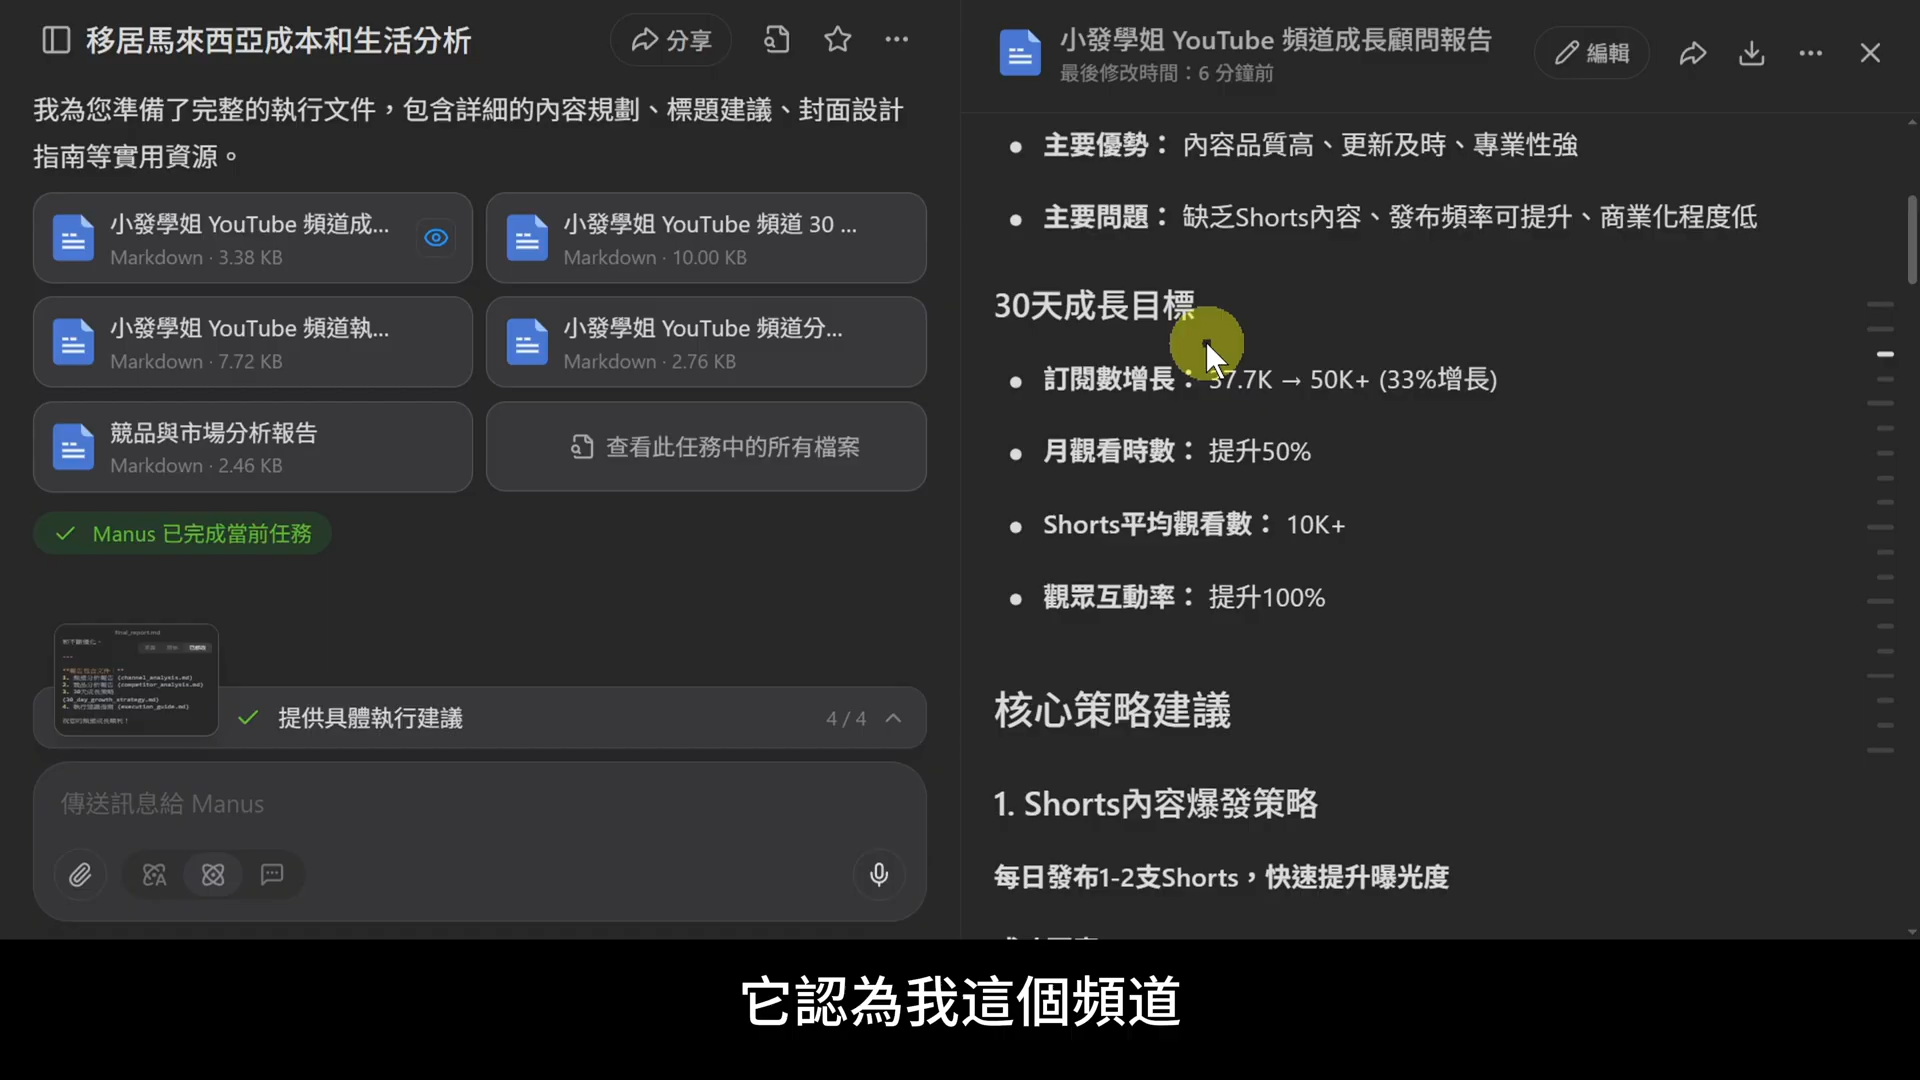 移居馬來西亞成本和生活分析
分享
我為您準備了完整的執行文件，包含詳細的內容規劃、標題建議、封面設計
指南等實用資源。
小發學姐 YouTube 頻道成...
Markdown · 3.38 KB
小發學姐 YouTube 頻道 30 ...
Markdown · 10.00 KB
小發學姐 YouTube 頻道執...
Markdown · 7.72 KB
小發學姐 YouTube 頻道分...
Markdown · 2.76 KB
競品與市場分析報告
Markdown · 2.46 KB
查看此任務中的所有檔案
Manus 已完成當前任務
final_report.md
(channel_analysis.md)
(competitor_analysis.md)
(30_day_growth_strategy.md)
(execution_guide.md)
提供具體執行建議
4 / 4
傳送訊息給 Manus
小發學姐 YouTube 頻道成長顧問報告
最後修改時間：6 分鐘前
編輯
主要優勢： 內容品質高、更新及時、專業性強
主要問題： 缺乏Shorts內容、發布頻率可提升、商業化程度低
30天成長目標
訂閱數增長： 37.7K → 50K+ (33%增長)
月觀看時數： 提升50%
Shorts平均觀看數： 10K+
觀眾互動率： 提升100%
核心策略建議
1. Shorts內容爆發策略
每日發布1-2支Shorts，快速提升曝光度
它認為我這個頻道